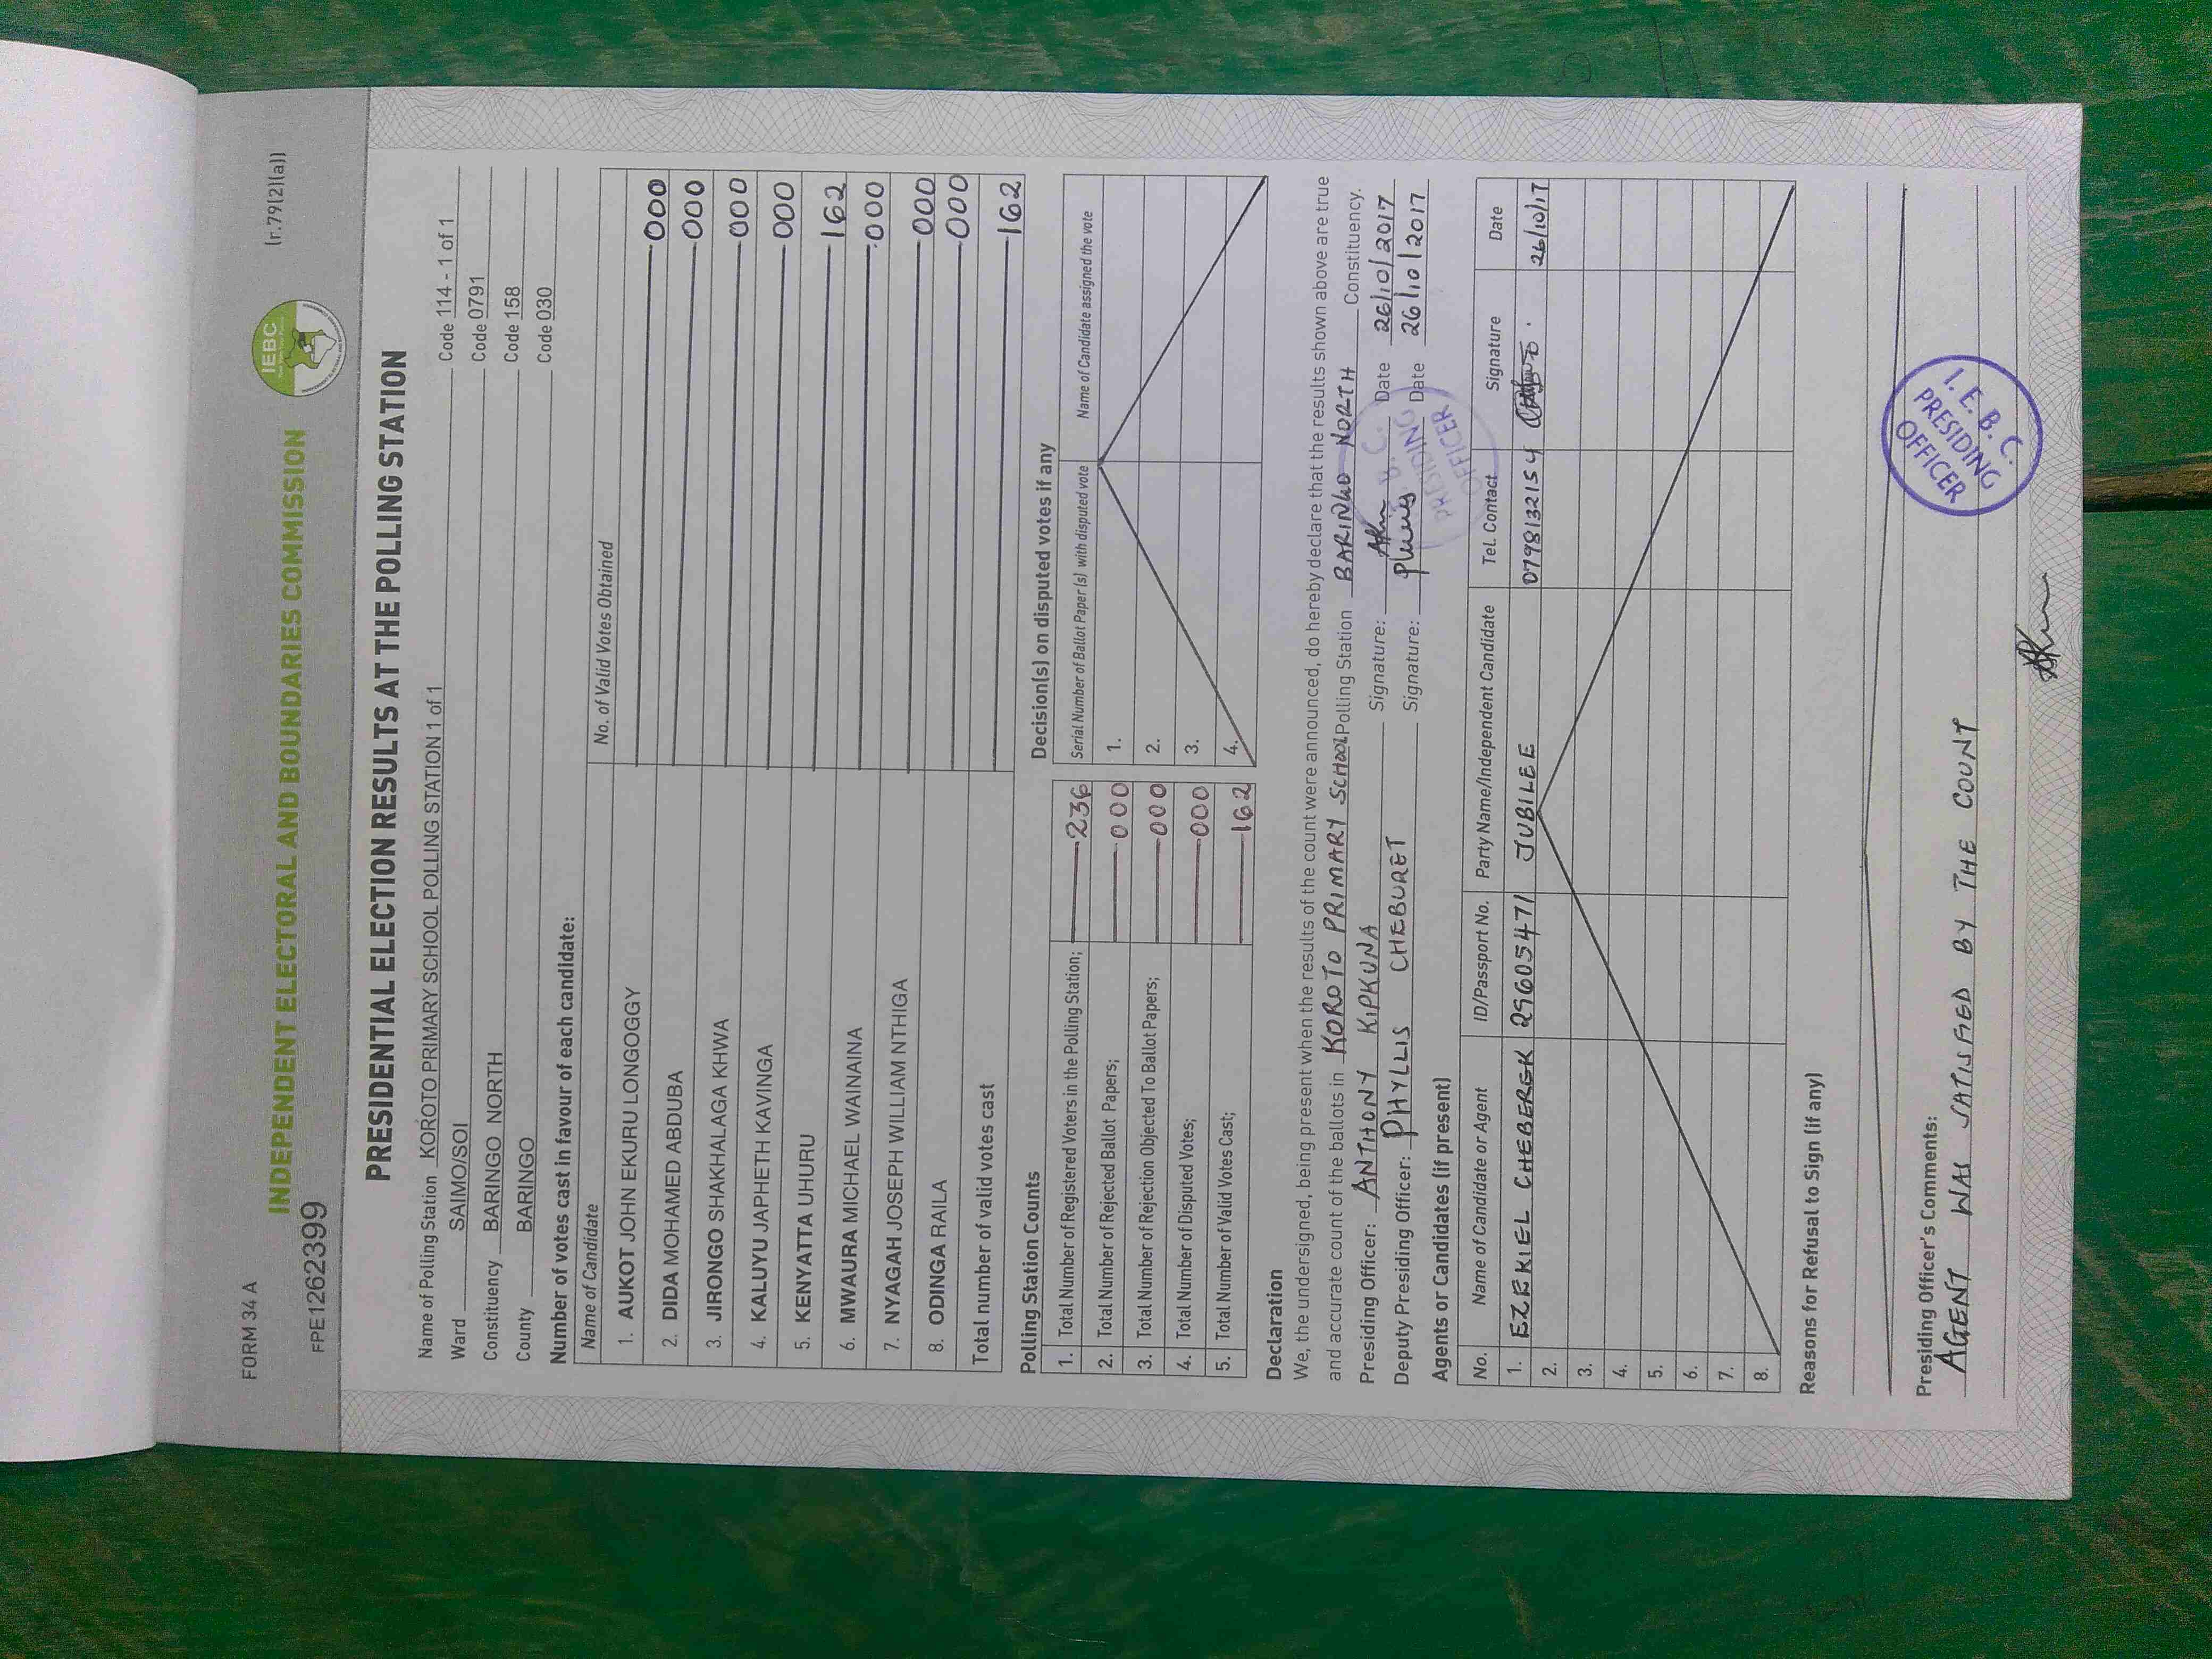 FORM 34 A
(r.79(2)(a))
INDEPENDENT ELECTORAL AND BOUNDARIES COMMISSION
IEBC
FPE1262399
PRESIDENTIAL ELECTION RESULTS AT THE POLLING STATION
Name of Polling Station KOROTO PRIMARY SCHOOL POLLING STATION 1 of 1 Code 114 - 1 of 1
Ward SAIMO/SOI Code 0791
Constituency BARINGO NORTH Code 158
County BARINGO Code 030
Number of votes cast in favour of each candidate:
Name of Candidate No. of Valid Votes Obtained
1. AUKOT JOHN EKURU LONGOGGY 000
2. DIDA MOHAMED ABDUBA 000
3. JIRONGO SHAKHALAGA KHWA 000
4. KALUYU JAPHETH KAVINGA 000
5. KENYATTA UHURU 162
6. MWAURA MICHAEL WAINAINA 000
7. NYAGAH JOSEPH WILLIAM NTHIGA 000
8. ODINGA RAILA 000
Total number of valid votes cast 162
Polling Station Counts
1. Total Number of Registered Voters in the Polling Station; 236
2. Total Number of Rejected Ballot Papers; 000
3. Total Number of Rejection Objected To Ballot Papers; 000
4. Total Number of Disputed Votes; 000
5. Total Number of Valid Votes Cast; 162
Decision(s) on disputed votes if any
Serial Number of Ballot Paper (s) with disputed vote Name of Candidate assigned the vote
1.
2.
3.
4.
Declaration
We, the undersigned, being present when the results of the count were announced, do hereby declare that the results shown above are true
and accurate count of the ballots in KOROTO PRIMARY SCHOOL Polling Station BARINGO NORTH Constituency.
Presiding Officer: ANTHONY KIPKUNA Signature: Date 26/10/2017
Deputy Presiding Officer: PHYLLIS CHEBURET Signature: Date 26/10/2017
I. E. B. C.
PRESIDING
OFFICER
Agents or Candidates (if present)
No. Name of Candidate or Agent ID/Passport No. Party Name/Independent Candidate Tel. Contact Signature Date
1. EZEKIEL CHEBEREK 29605471 JUBILEE 0798132154 26/10/17
2.
3.
4.
5.
6.
7.
8.
Reasons for Refusal to Sign (if any)
Presiding Officer's Comments:
AGENT WAS SATISFIED BY THE COUNT
I. E. B. C.
PRESIDING
OFFICER